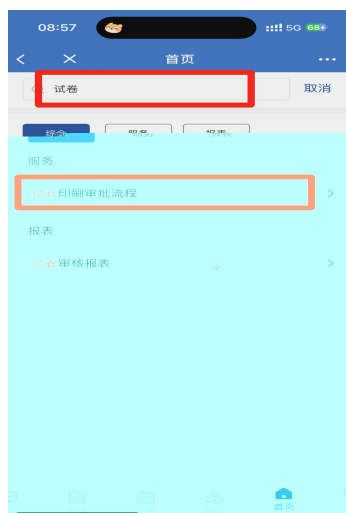 08:57
5G 68
首页
试卷
取消
综合 服务 报表
服务
试卷印刷审批流程
报表
试卷审核报表
首页